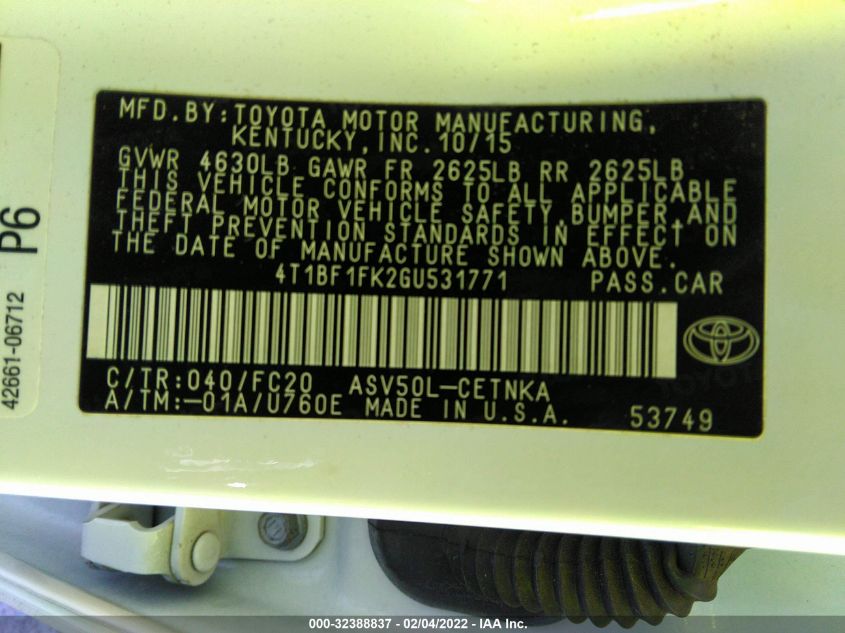 MFD.BY:TOYOTA MOTOR MANUFACTURING,
KENTUCKY,INC.10/15
GVWR 4630LB GAWR FR 2625LB RR 2625LB
THIS VEHICLE CONFORMS TO ALL APPLICABLE
FEDERAL MOTOR VEHICLE SAFETY,BUMPER,AND
THEFT PREVENTION STANDARDS IN EFFECT ON
THE DATE OF MANUFACTURE SHOWN ABOVE.
4T1BF1FK2GU531771 PASS.CAR
C/TR:040/FC20 ASV50L-CETNKA
A/TM:-01A/U760E MADE IN U.S.A. 53749
42661-06712 P6
000-32388837 - 02/04/2022 - IAA Inc.